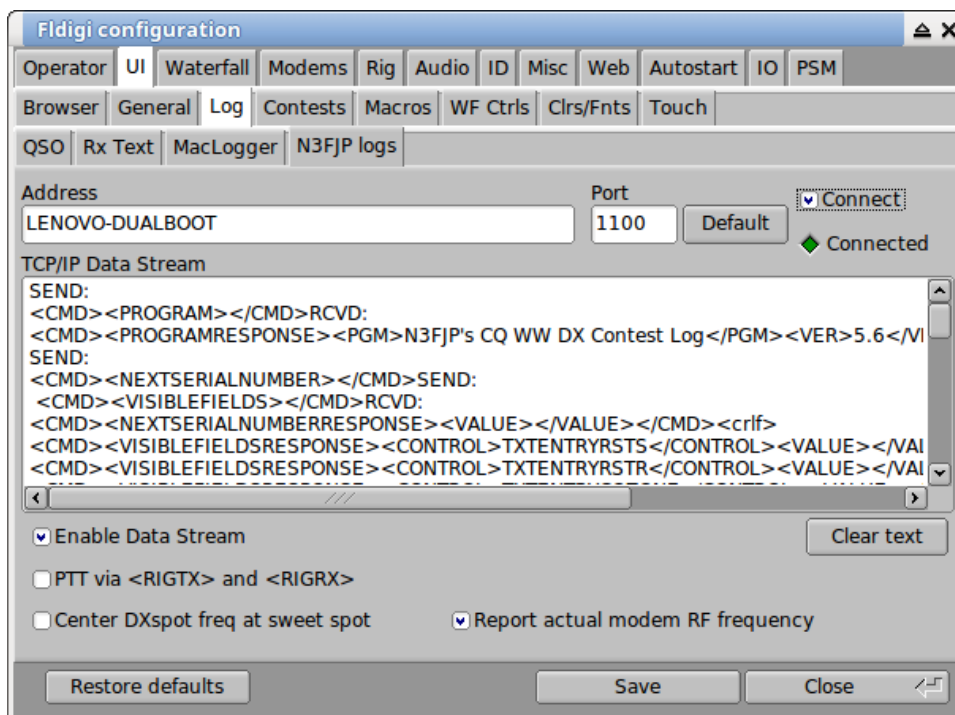 Fldigi configuration
Operator UI Waterfall Modems Rig Audio ID Misc Web Autostart IO PSM
Browser General Log Contests Macros WF Ctrls Clrs/Fnts Touch
QSO Rx Text MacLogger N3FJP logs
Address Port
LENOVO-DUALBOOT 1100 Default Connect
Connected
TCP/IP Data Stream
SEND:
<CMD><PROGRAM></CMD>RCVD:
<CMD><PROGRAMRESPONSE><PGM>N3FJP's CQ WW DX Contest Log</PGM><VER>5.6</VI
SEND:
<CMD><NEXTSERIALNUMBER></CMD>SEND:
<CMD><VISIBLEFIELDS></CMD>RCVD:
<CMD><NEXTSERIALNUMBERRESPONSE><VALUE></VALUE></CMD><crlf>
<CMD><VISIBLEFIELDSRESPONSE><CONTROL>TXTENTRYRSTS</CONTROL><VALUE></VAL
<CMD><VISIBLEFIELDSRESPONSE><CONTROL>TXTENTRYRSTR</CONTROL><VALUE></VAL
Enable Data Stream Clear text
PTT via <RIGTX> and <RIGRX>
Center DXspot freq at sweet spot Report actual modem RF frequency
Restore defaults Save Close